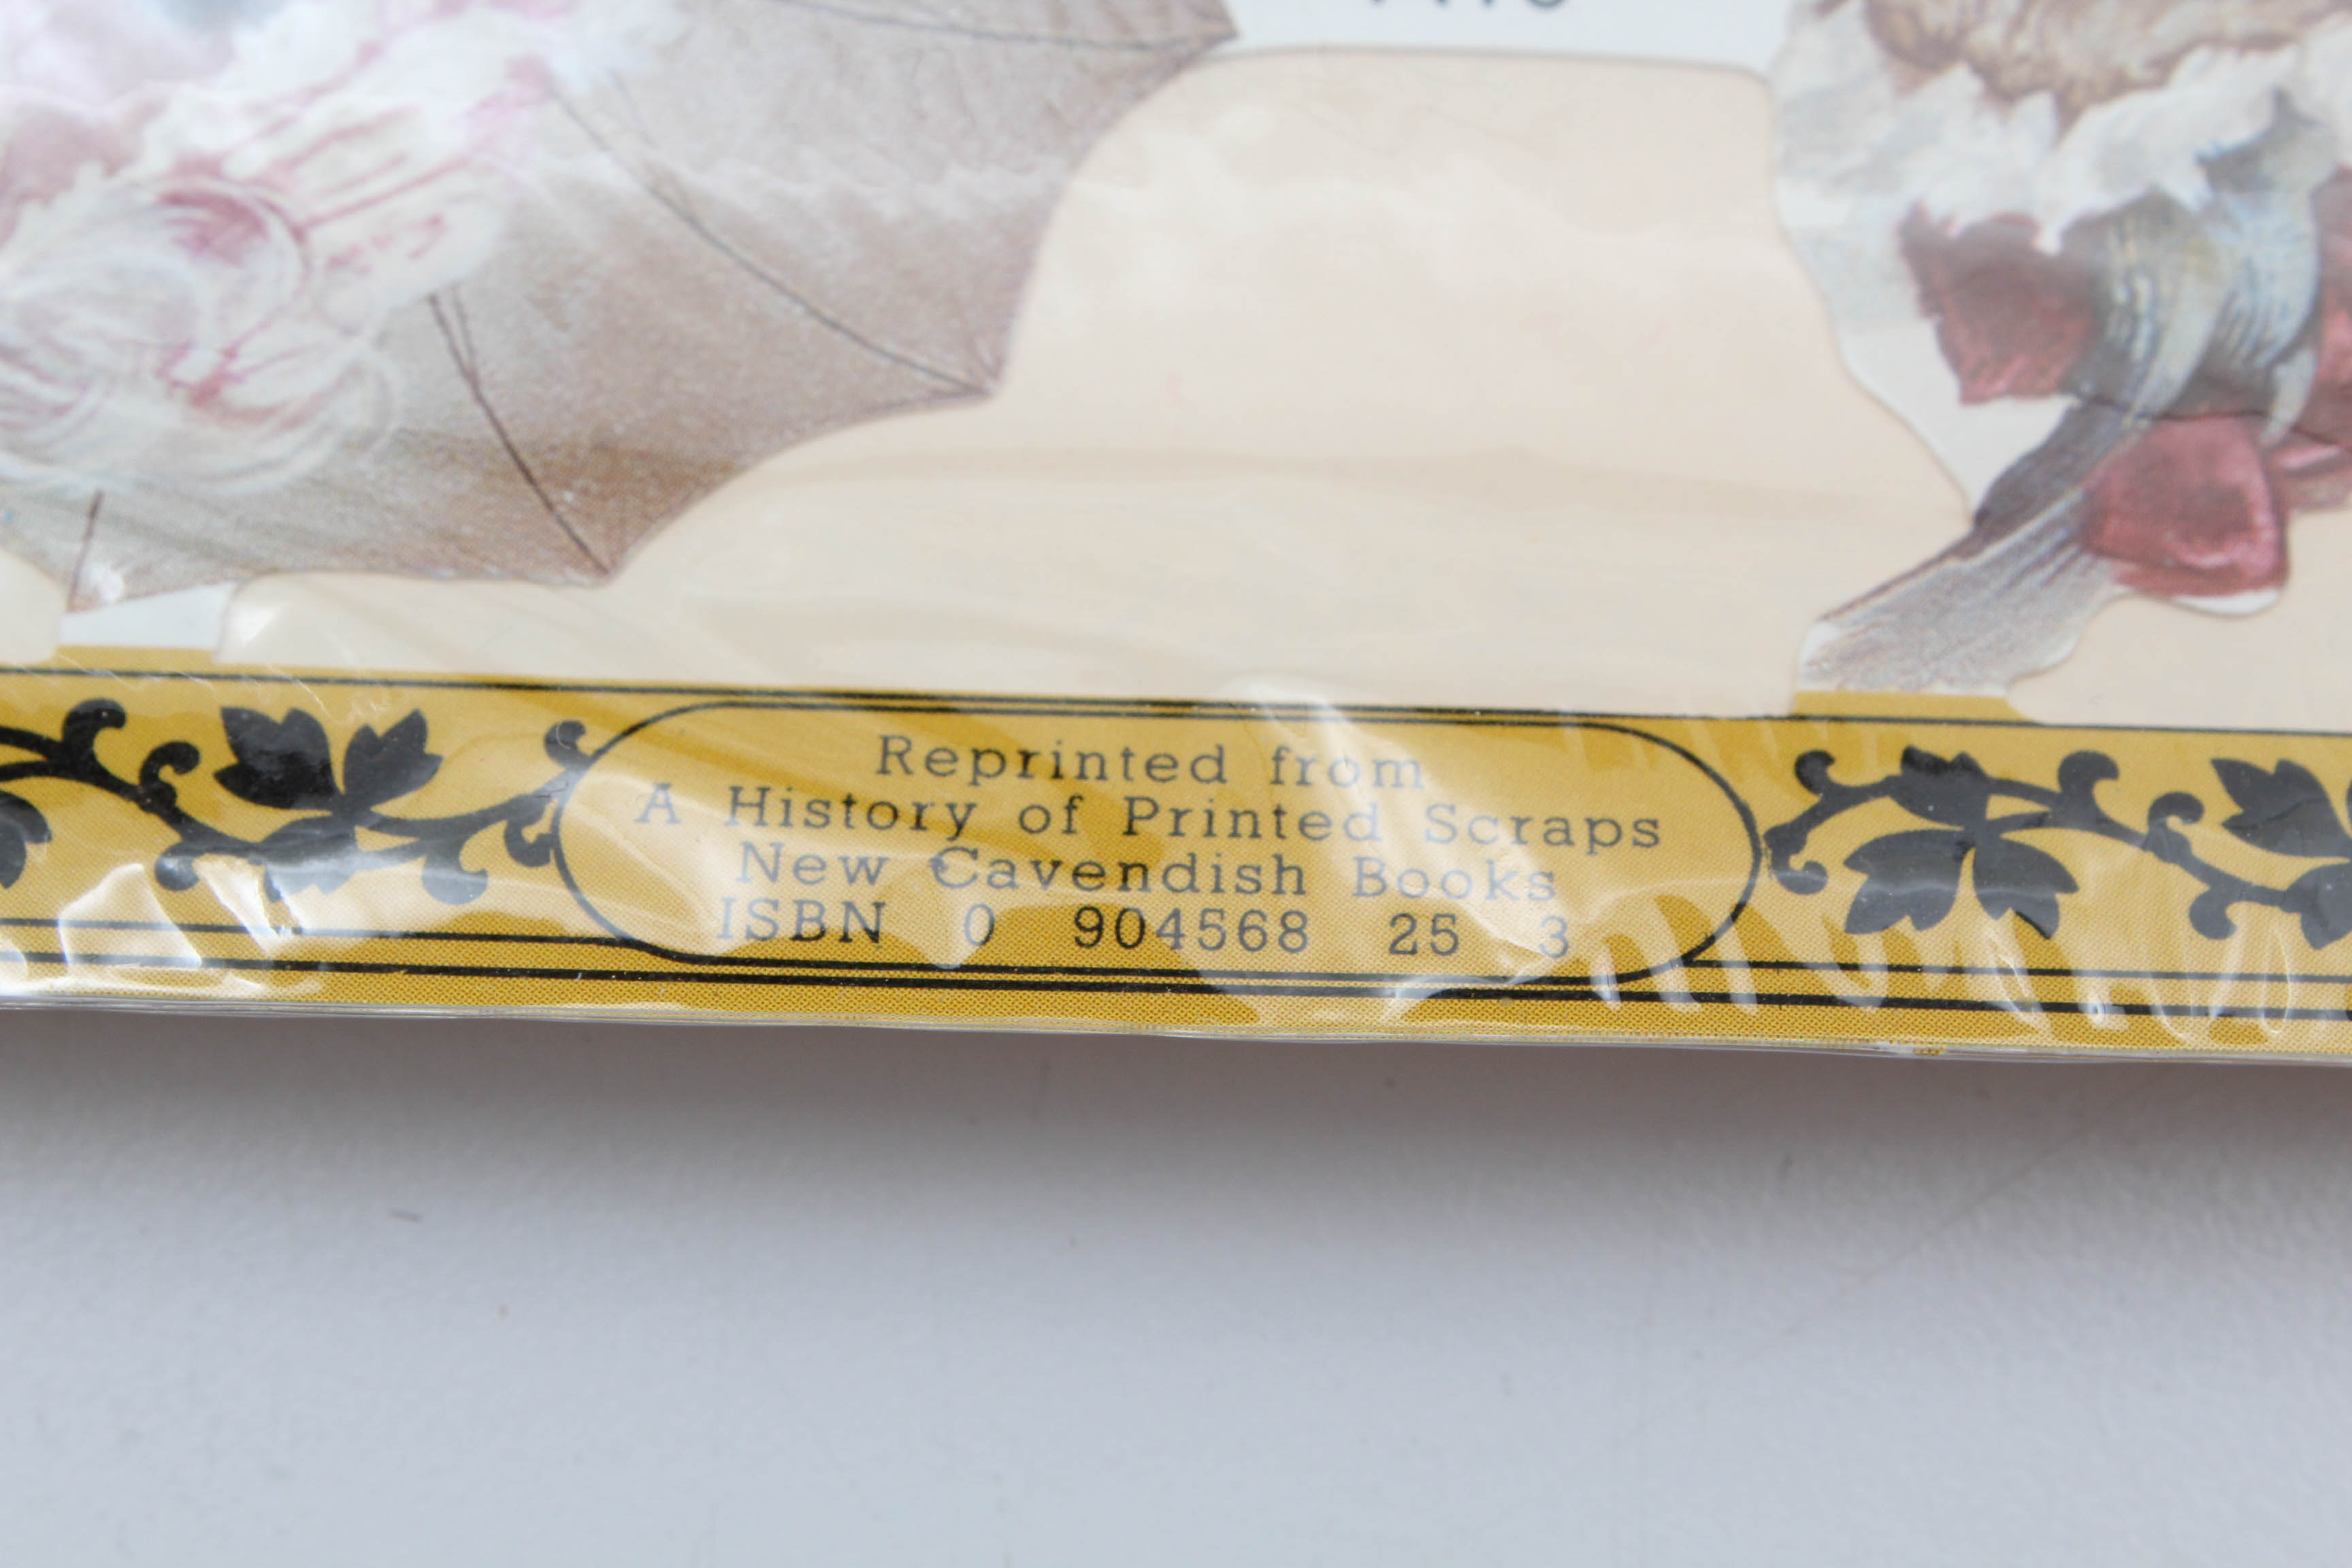 Reprinted from
A History of Printed Scraps
New Cavendish Books
ISBN 0 904568 25 3